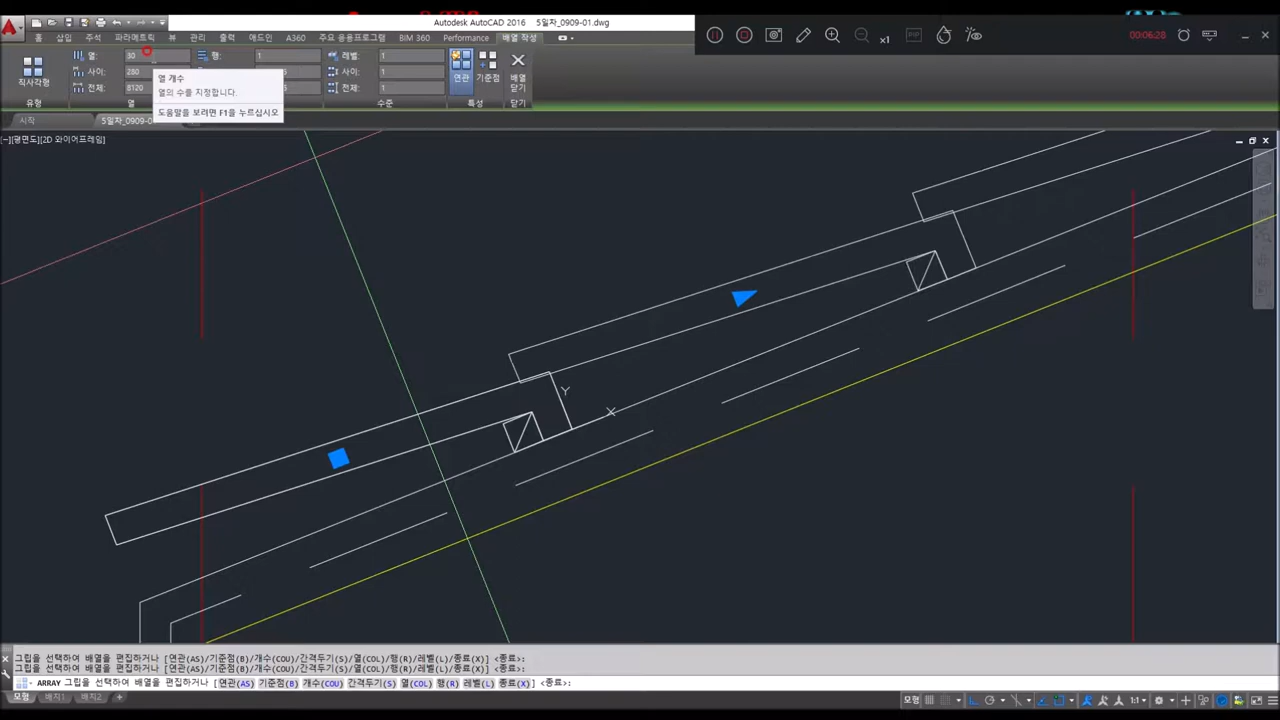 Autodesk AutoCAD 2016 5일차_0909-01.dwg
홈 삽입 주석 파라메트릭 뷰 관리 출력 애드인 A360 주요 응용프로그램 BIM 360 Performance 배열 작성
x1
00:06:28
열: 30 행: 1 레벨: 1
사이: 280 사이: 1
전체: 8120 전체: 1
직사각형 연관 기준점 배열 닫기
유형 열 수준 특성 닫기
열 개수
열의 수를 지정합니다.
도움말을 보려면 F1을 누르십시오
시작 5일차_0909-
[−][평면도][2D 와이어프레임]
Y
X
그립을 선택하여 배열을 편집하거나 [연관(AS)/기준점(B)/개수(COU)/간격두기(S)/열(COL)/행(R)/레벨(L)/종료(X)] <종료>:
그립을 선택하여 배열을 편집하거나 [연관(AS)/기준점(B)/개수(COU)/간격두기(S)/열(COL)/행(R)/레벨(L)/종료(X)] <종료>:
ARRAY 그립을 선택하여 배열을 편집하거나 [연관(AS) 기준점(B) 개수(COU) 간격두기(S) 열(COL) 행(R) 레벨(L) 종료(X)] <종료>:
모형 배치1 배치2 +
모형 1:1